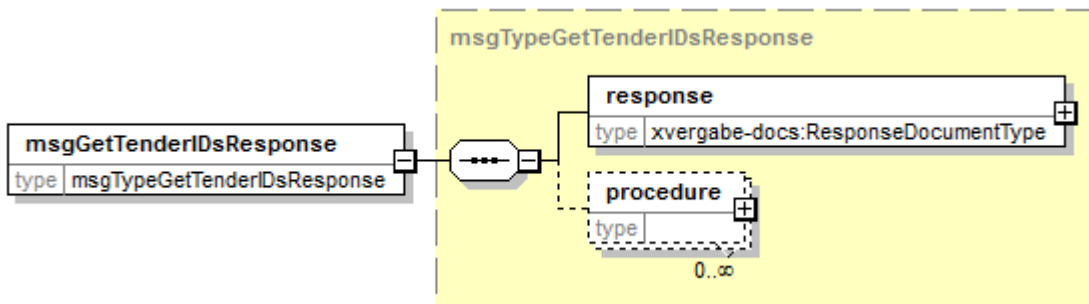 msgTypeGetTenderIDsResponse
response
type xvergabe-docs:ResponseDocumentType
msgGetTenderIDsResponse
type msgTypeGetTenderIDsResponse
procedure
type
0..∞